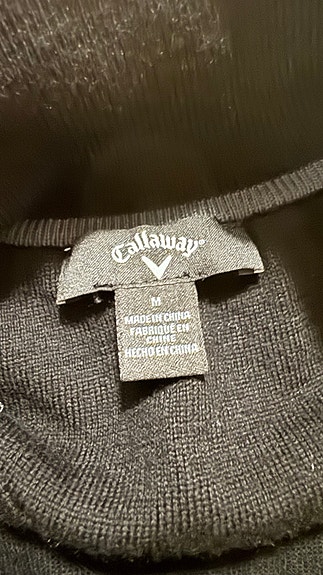 Callaway®
M
MADE IN CHINA
FABRIQUÉ EN
CHINE
HECHO EN CHINA